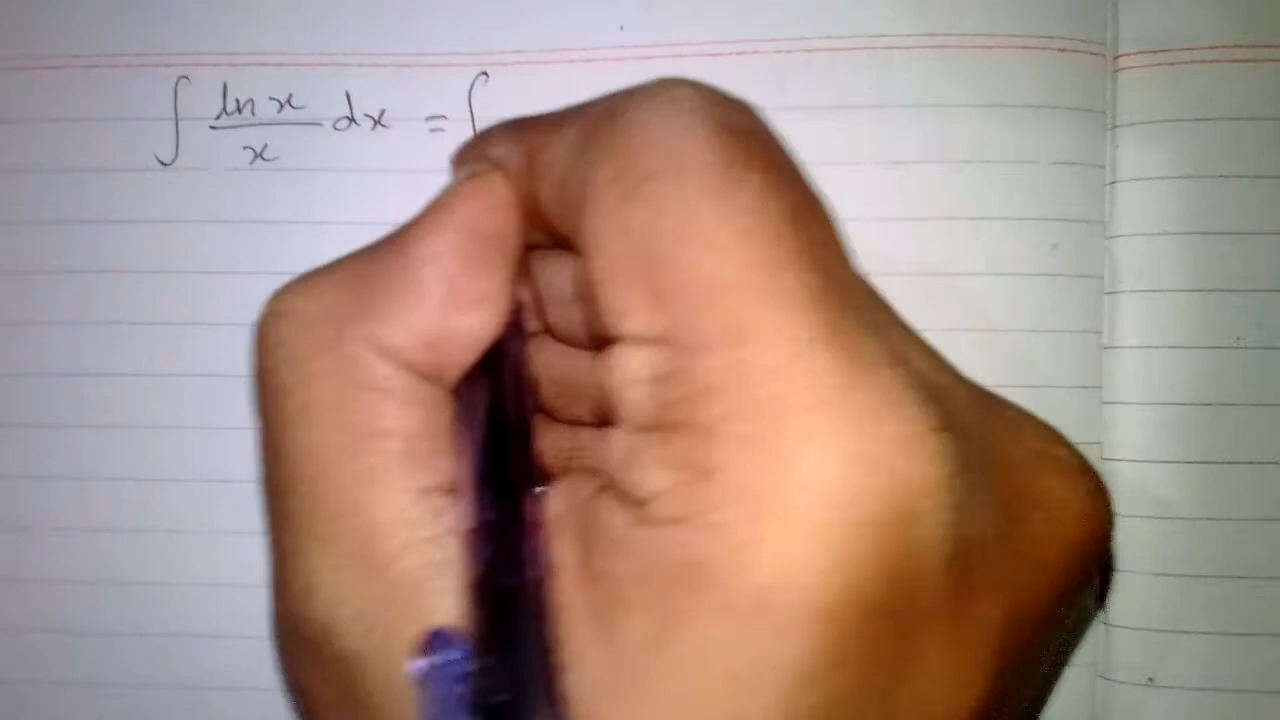 ∫ ln x / x dx = ∫